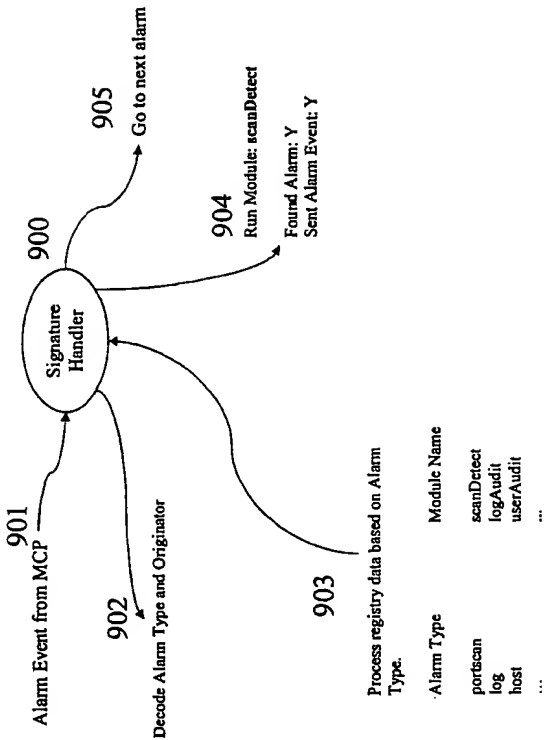 901
Alarm Event from MCP
902
Decode Alarm Type and Originator
900
Signature
Handler
905
Go to next alarm
904
Run Module: scanDetect
Found Alarm: Y
Sent Alarm Event: Y
903
Process registry data based on Alarm
Type.
Alarm Type Module Name
portscan scanDetect
log logAudit
host userAudit
... ...